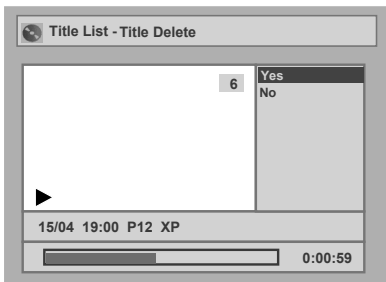 Title List - Title Delete
6
Yes
No
15/04 19:00 P12 XP
0:00:59